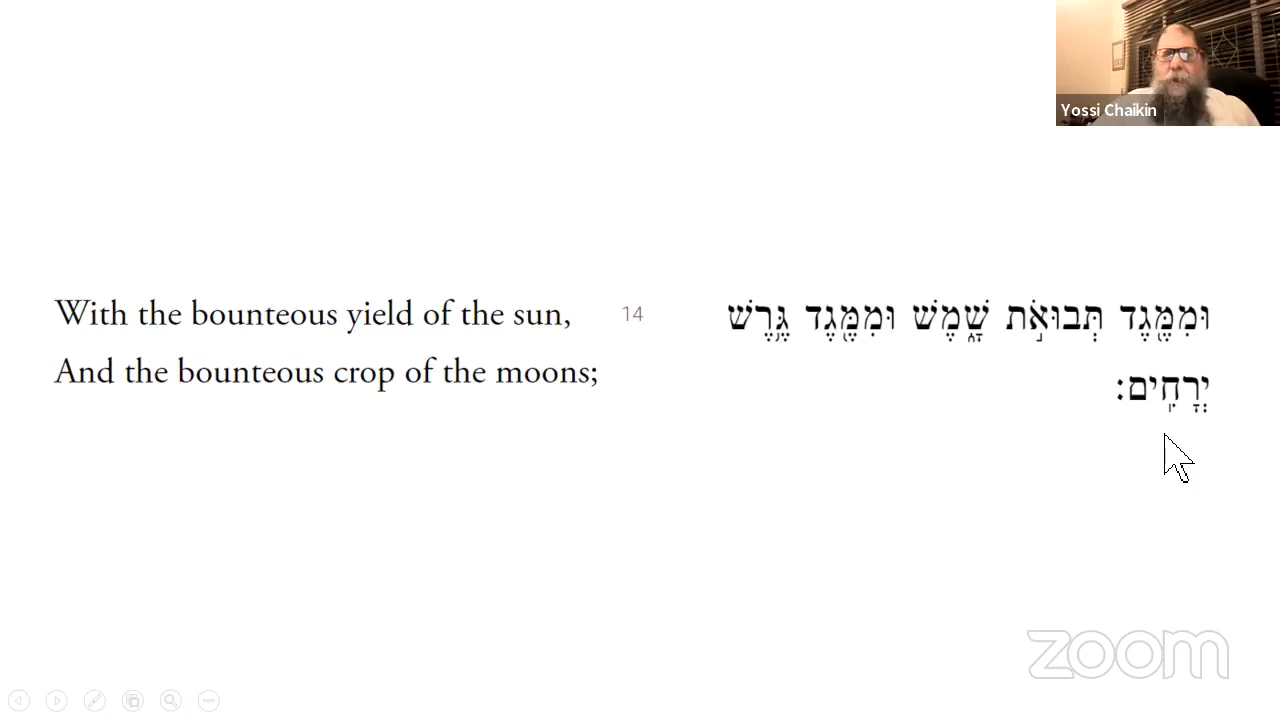 Yossi Chaikin
With the bounteous yield of the sun,
And the bounteous crop of the moons;
14
וּמִמֶּ֖גֶד תְּבוּאֹ֣ת שָׁ֑מֶשׁ וּמִמֶּ֖גֶד גֶּ֥רֶשׁ
יְרָחִֽים׃
zoom